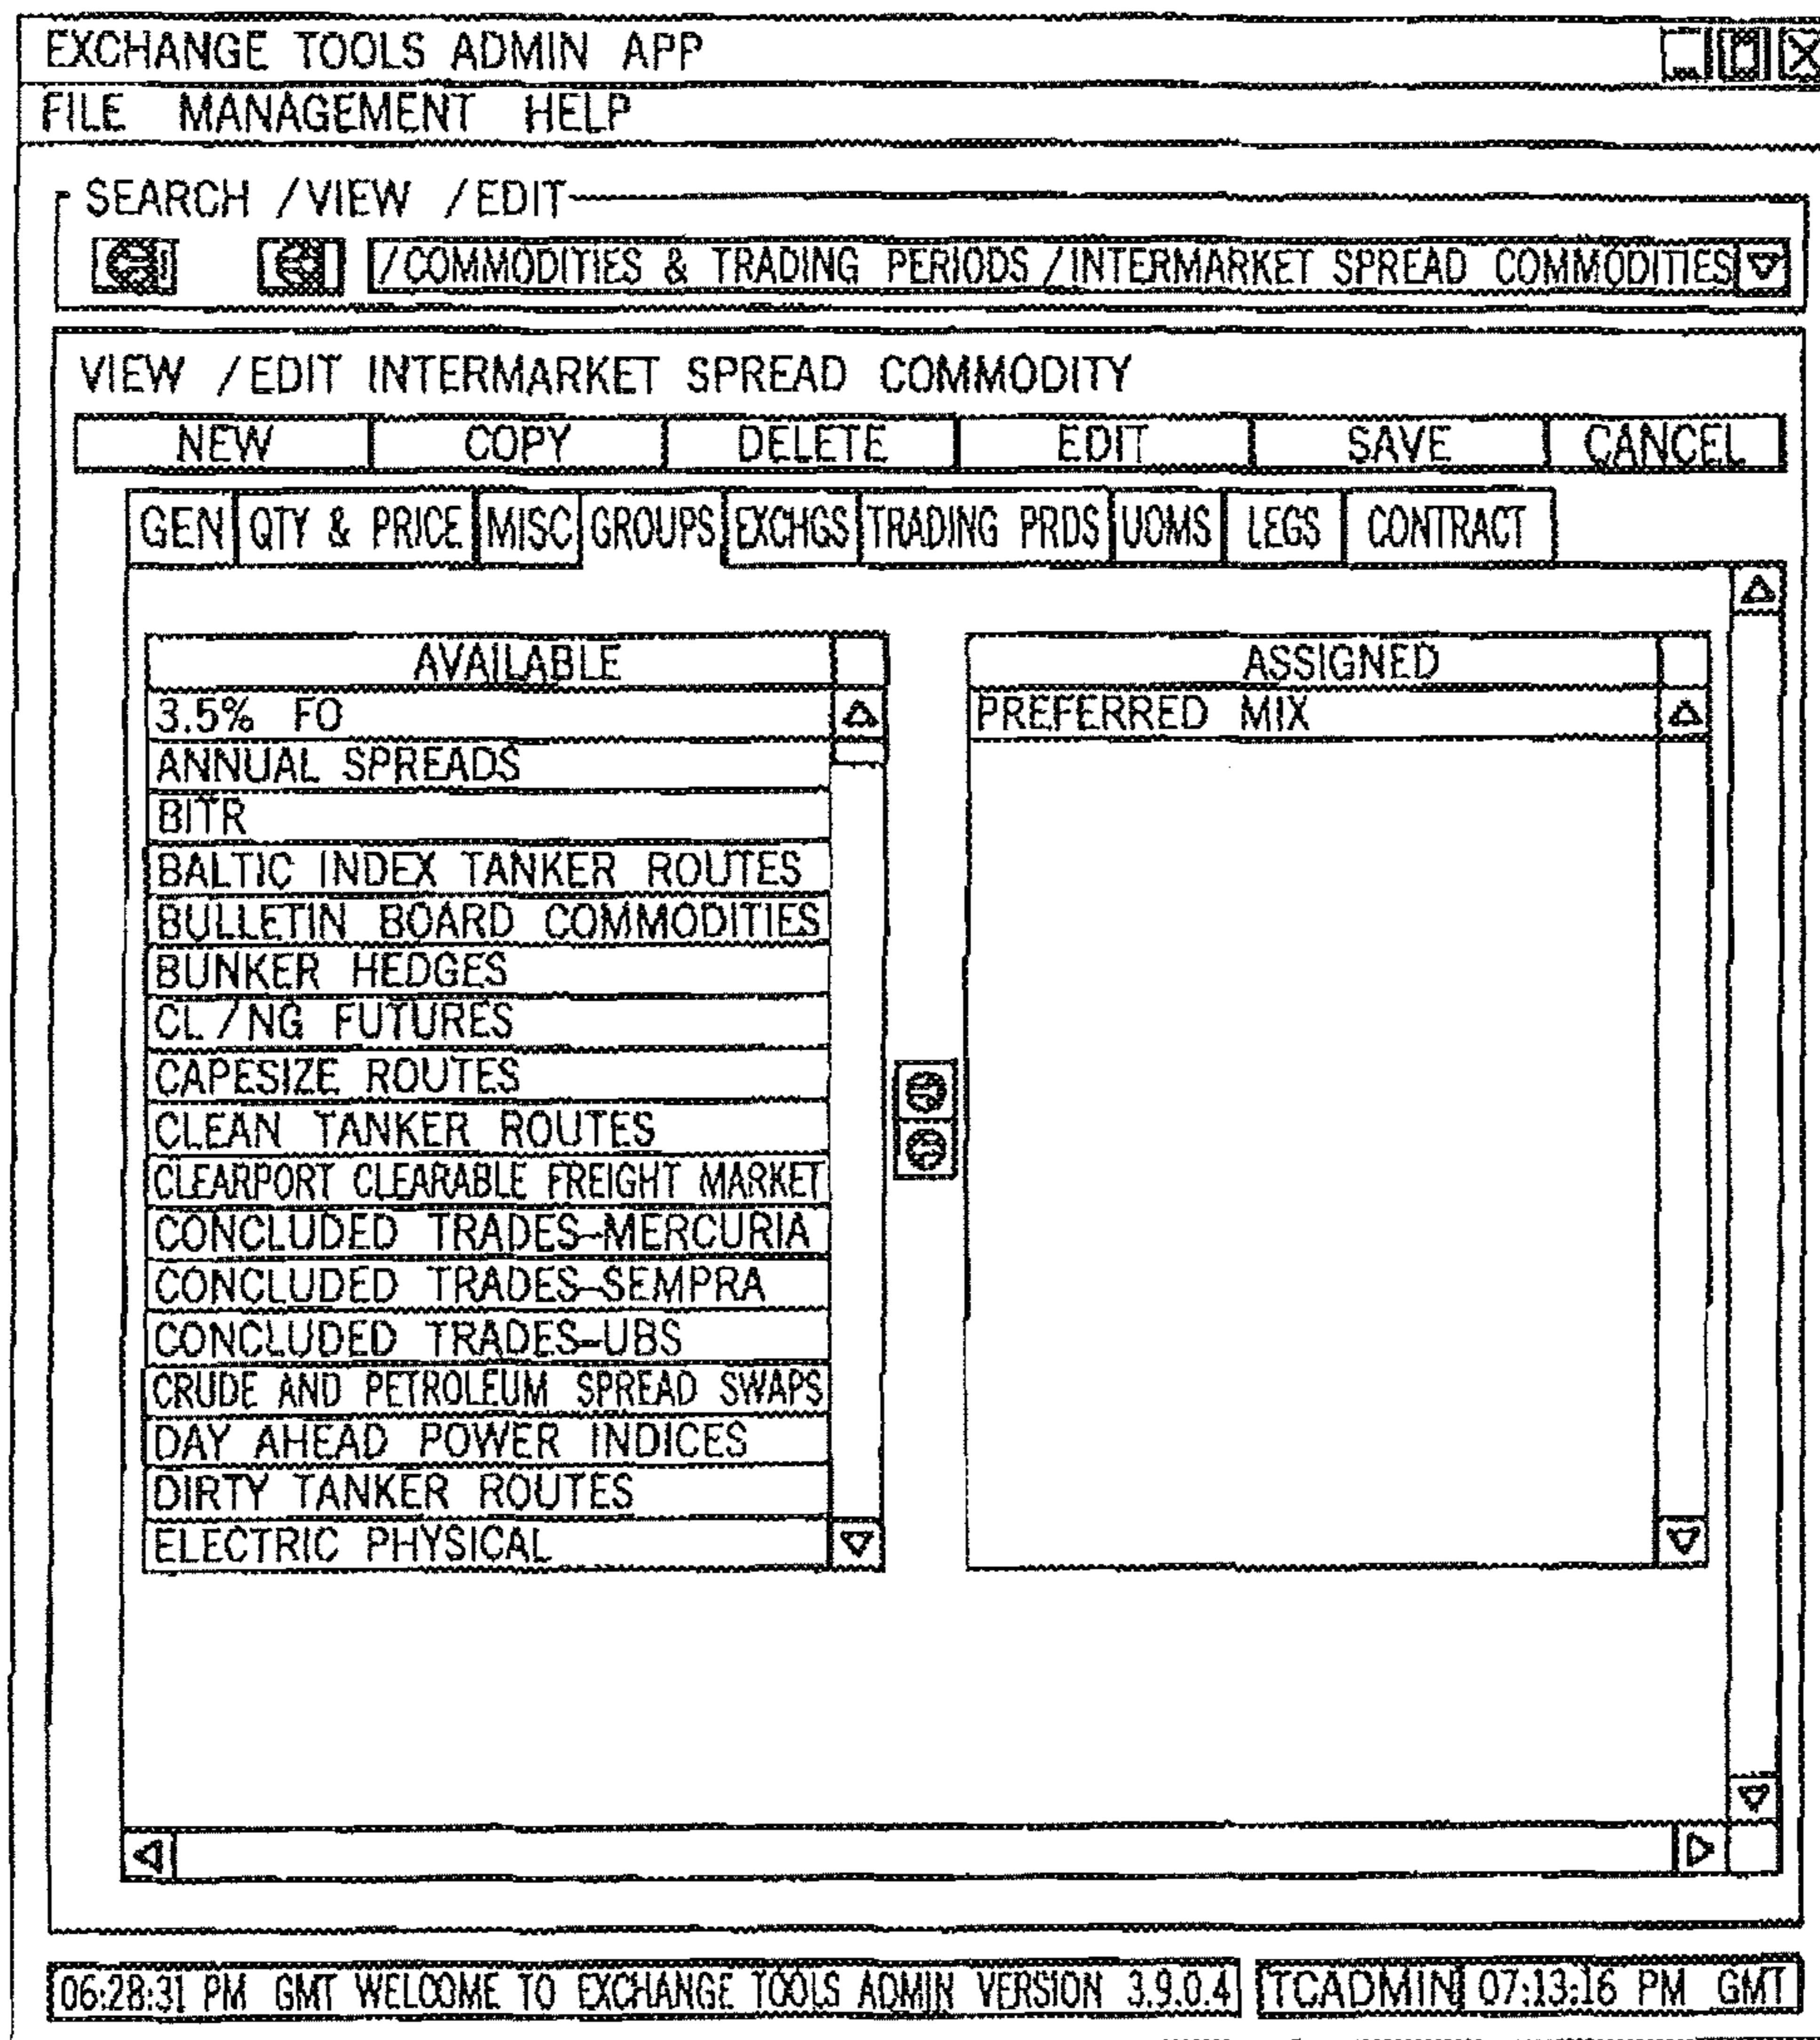 EXCHANGE TOOLS ADMIN APP
FILE MANAGEMENT HELP
SEARCH /VIEW /EDIT
/COMMODITIES & TRADING PERIODS /INTERMARKET SPREAD COMMODITIES
VIEW /EDIT INTERMARKET SPREAD COMMODITY
NEW COPY DELETE EDIT SAVE CANCEL
GEN QTY & PRICE MISC GROUPS EXCHGS TRADING PRDS UOMS LEGS CONTRACT
AVAILABLE ASSIGNED
3.5% FO PREFERRED MIX
ANNUAL SPREADS
BITR
BALTIC INDEX TANKER ROUTES
BULLETIN BOARD COMMODITIES
BUNKER HEDGES
CL /NG FUTURES
CAPESIZE ROUTES
CLEAN TANKER ROUTES
CLEARPORT CLEARABLE FREIGHT MARKET
CONCLUDED TRADES-MERCURIA
CONCLUDED TRADES-SEMPRA
CONCLUDED TRADES-UBS
CRUDE AND PETROLEUM SPREAD SWAPS
DAY AHEAD POWER INDICES
DIRTY TANKER ROUTES
ELECTRIC PHYSICAL
06:28:31 PM GMT WELCOME TO EXCHANGE TOOLS ADMIN VERSION 3.9.0.4 TCADMIN 07:13:16 PM GMT